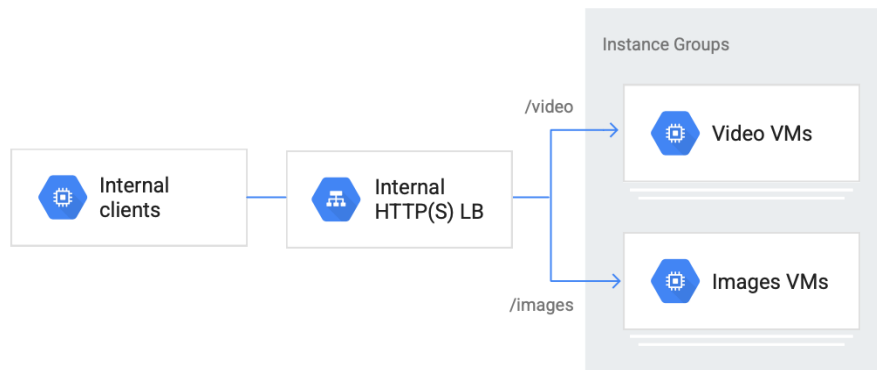 Instance Groups
/video
Video VMs
Internal
clients
Internal
HTTP(S) LB
Images VMs
/images